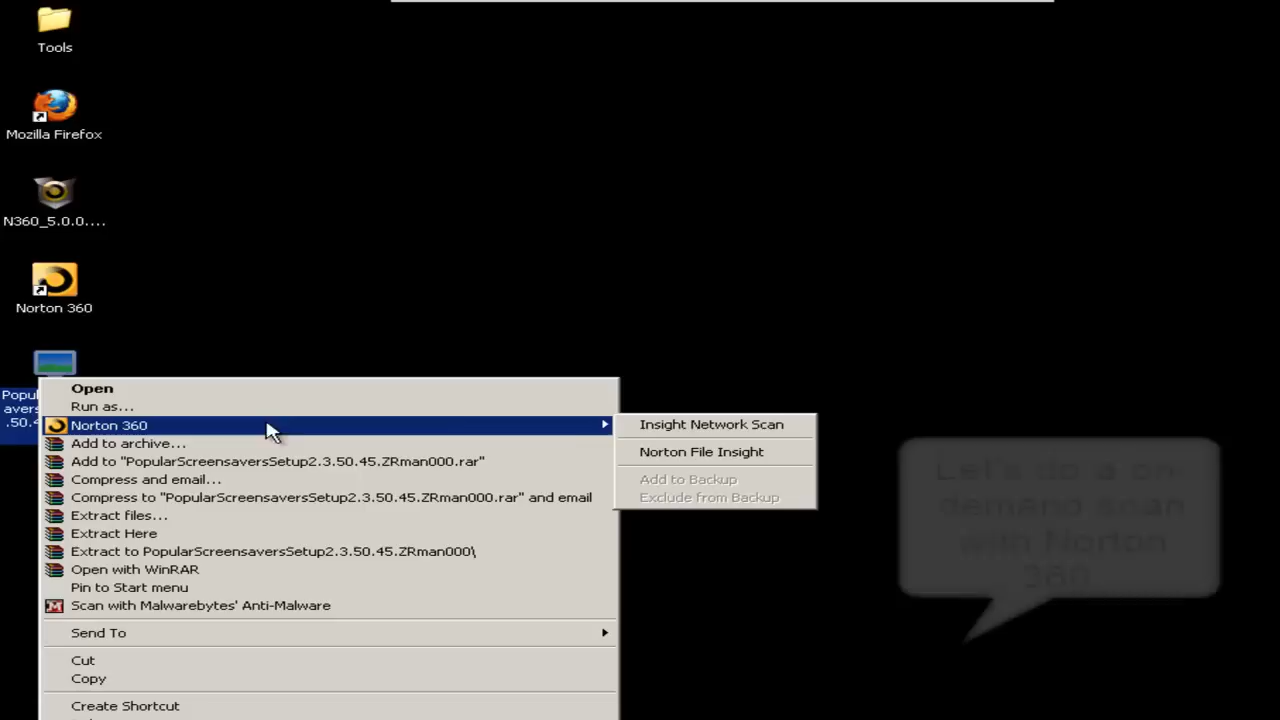 Tools
Mozilla Firefox
N360_5.0.0....
Norton 360
Popul
avers
.50.4
Open
Run as...
Norton 360
Add to archive...
Add to "PopularScreensaversSetup2.3.50.45.ZRman000.rar"
Compress and email...
Compress to "PopularScreensaversSetup2.3.50.45.ZRman000.rar" and email
Extract files...
Extract Here
Extract to PopularScreensaversSetup2.3.50.45.ZRman000\
Open with WinRAR
Pin to Start menu
Scan with Malwarebytes' Anti-Malware
Send To
Cut
Copy
Create Shortcut
Insight Network Scan
Norton File Insight
Add to Backup
Exclude from Backup
Let's do a on-
demand scan
with Norton
360